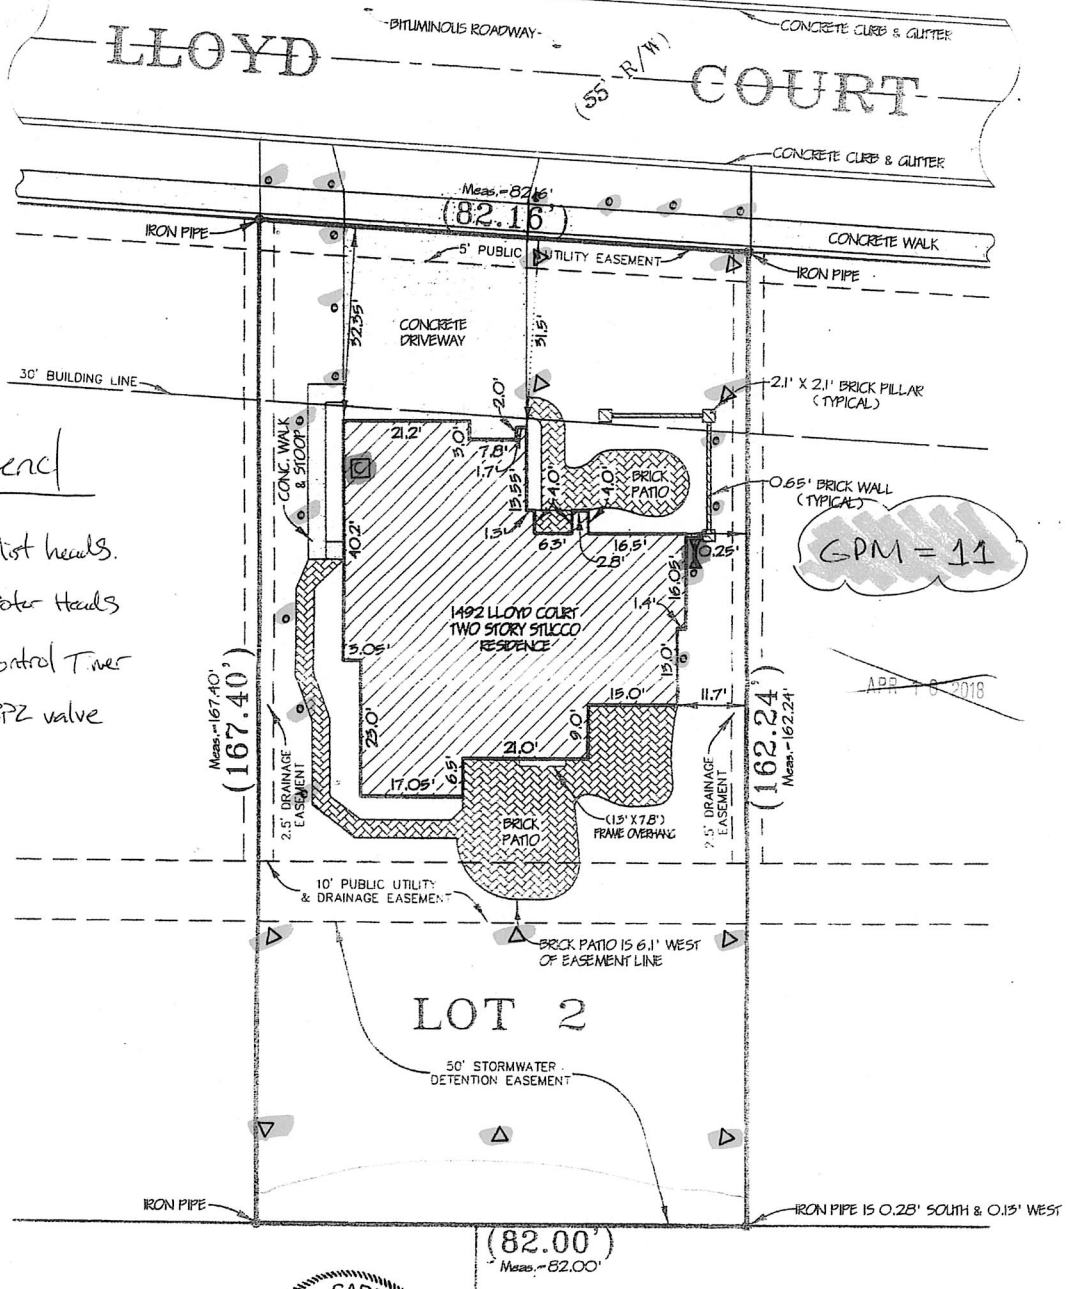 BITUMINOUS ROADWAY
CONCRETE CURB & GUTTER
LLOYD COURT
(55' R/W)
CONCRETE CURB & GUTTER
Meas.=82.16'
(82.16')
IRON PIPE
CONCRETE WALK
5' PUBLIC UTILITY EASEMENT
IRON PIPE
32.35'
CONCRETE
DRIVEWAY
31.5'
30' BUILDING LINE
2.1' X 2.1' BRICK PILLAR
(TYPICAL)
2.0'
21.2'
3.0'
7.8'
1.7'
CONC. WALK
& STOOP
C
13.55'
4.0'
4.0'
BRICK
PATIO
0.65' BRICK WALL
(TYPICAL)
1.3'
6.3'
2.8'
16.5'
0.25'
GPM = 11
40.2'
16.05'
1.4'
1492 LLOYD COURT
TWO STORY STUCCO
RESIDENCE
heads.
Heads
Control Timer
RPZ valve
3.05'
13.0'
APR 2018
Meas.=167.40'
(167.40')
15.0'
11.7'
(162.24')
Meas.=162.24'
23.0'
9.0'
21.0'
6.5'
17.05'
2.5' DRAINAGE
EASEMENT
BRICK
PATIO
(1.3' X 7.8')
FRAME OVERHANG
2.5' DRAINAGE
EASEMENT
10' PUBLIC UTILITY
& DRAINAGE EASEMENT
BRICK PATIO IS 6.1' WEST
OF EASEMENT LINE
LOT 2
50' STORMWATER
DETENTION EASEMENT
IRON PIPE
IRON PIPE IS 0.28' SOUTH & 0.13' WEST
(82.00')
Meas.=82.00'